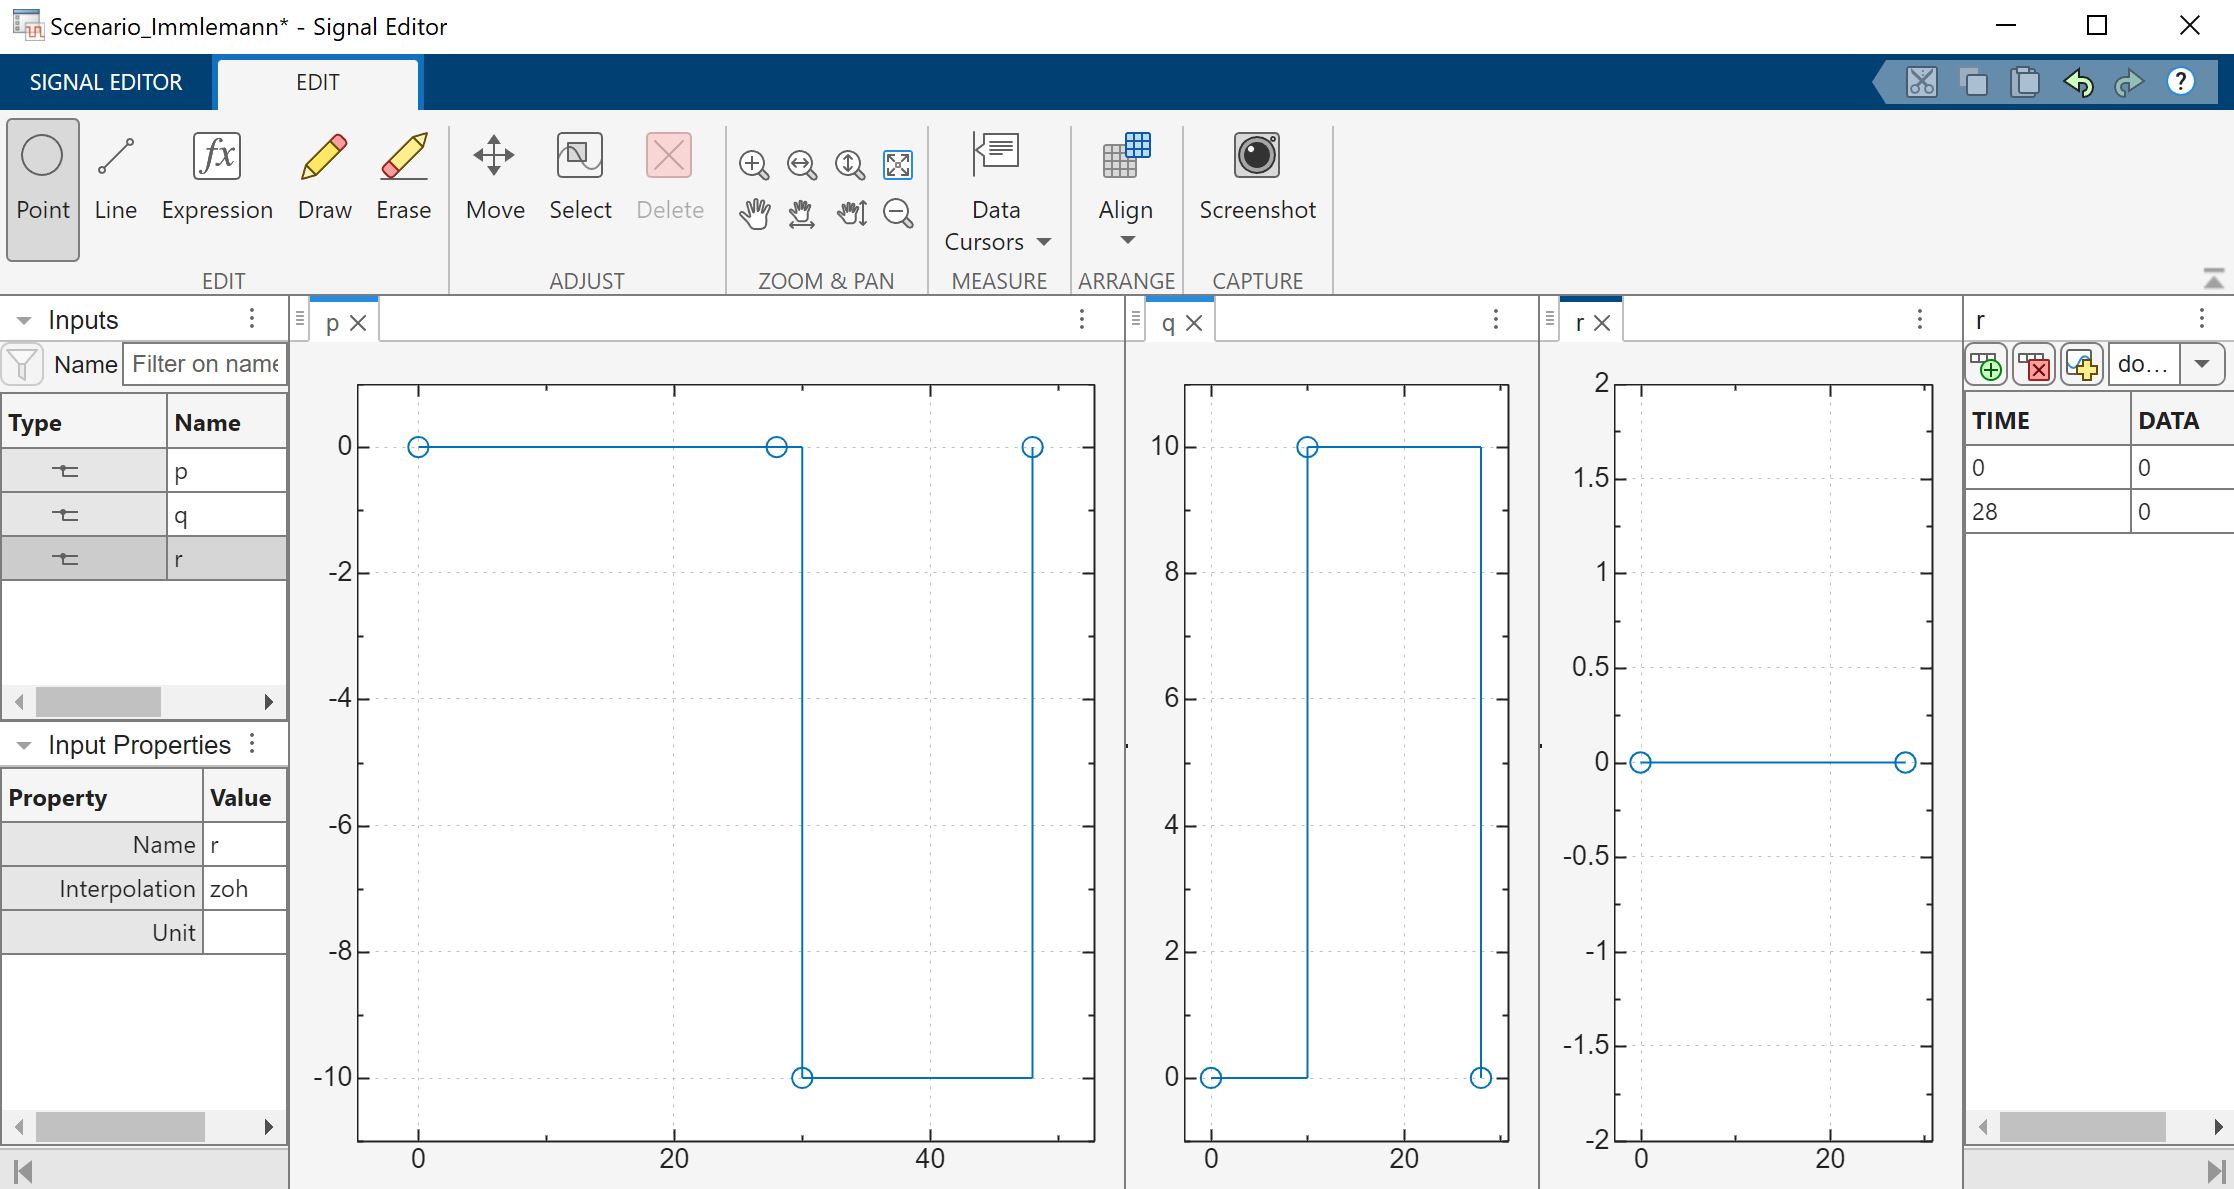 Scenario_Immlemann* - Signal Editor
SIGNAL EDITOR
EDIT
?
Point
Line
fx
Expression
Draw
Erase
Move
Select
Delete
Data
Cursors
Align
Screenshot
EDIT
ADJUST
ZOOM & PAN
MEASURE
ARRANGE
CAPTURE
Inputs
Name
Filter on name
Type Name
p
q
r
Input Properties
Property Value
Name r
Interpolation zoh
Unit
p
0
-2
-4
-6
-8
-10
0 20 40
q
10
8
6
4
2
0
0 20
r
2
1.5
1
0.5
0
-0.5
-1
-1.5
-2
0 20
r
do...
TIME DATA
0 0
28 0